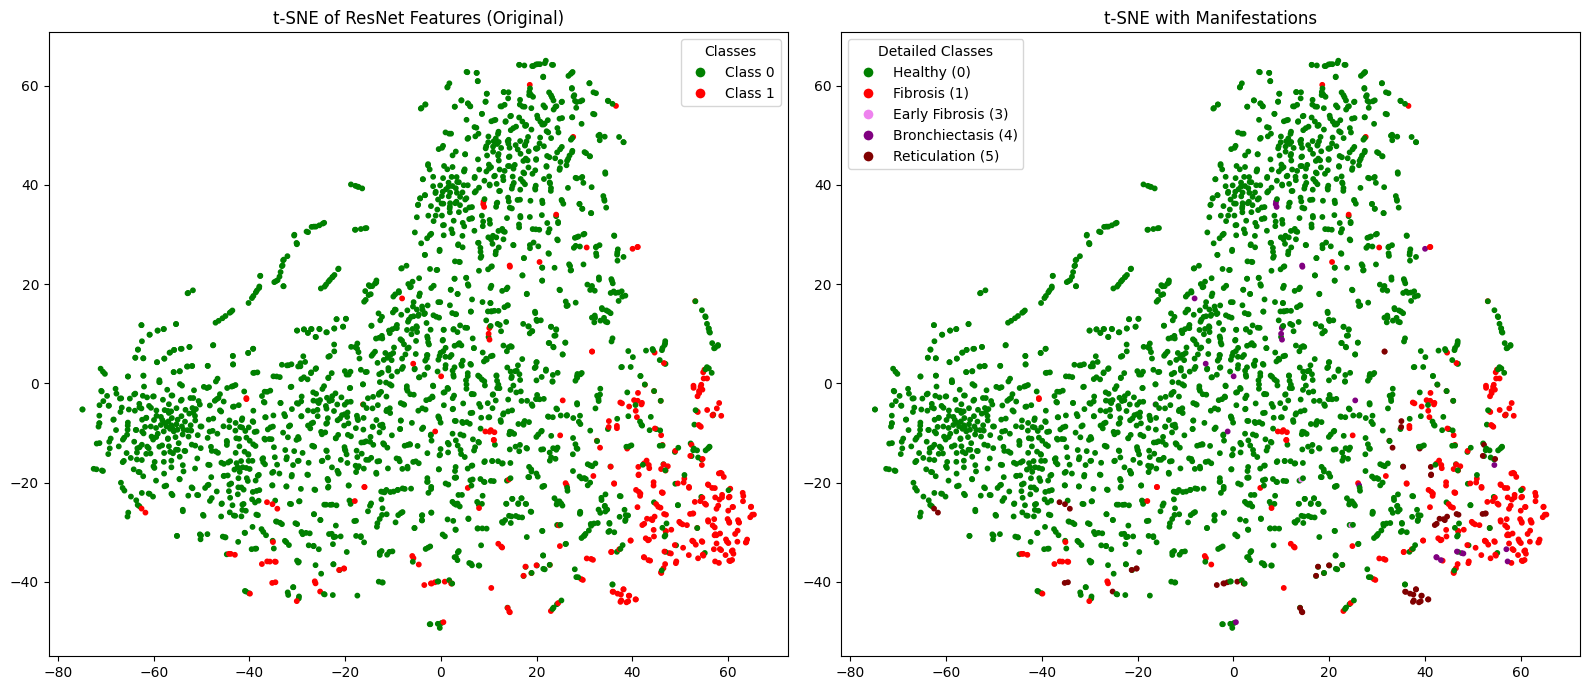 t-SNE of ResNet Features (Original)
Classes
Class 0
Class 1
60
40
20
0
−20
−40
−80
−60
−40
−20
0
20
40
60
t-SNE with Manifestations
Detailed Classes
Healthy (0)
Fibrosis (1)
Early Fibrosis (3)
Bronchiectasis (4)
Reticulation (5)
60
40
20
0
−20
−40
−80
−60
−40
−20
0
20
40
60